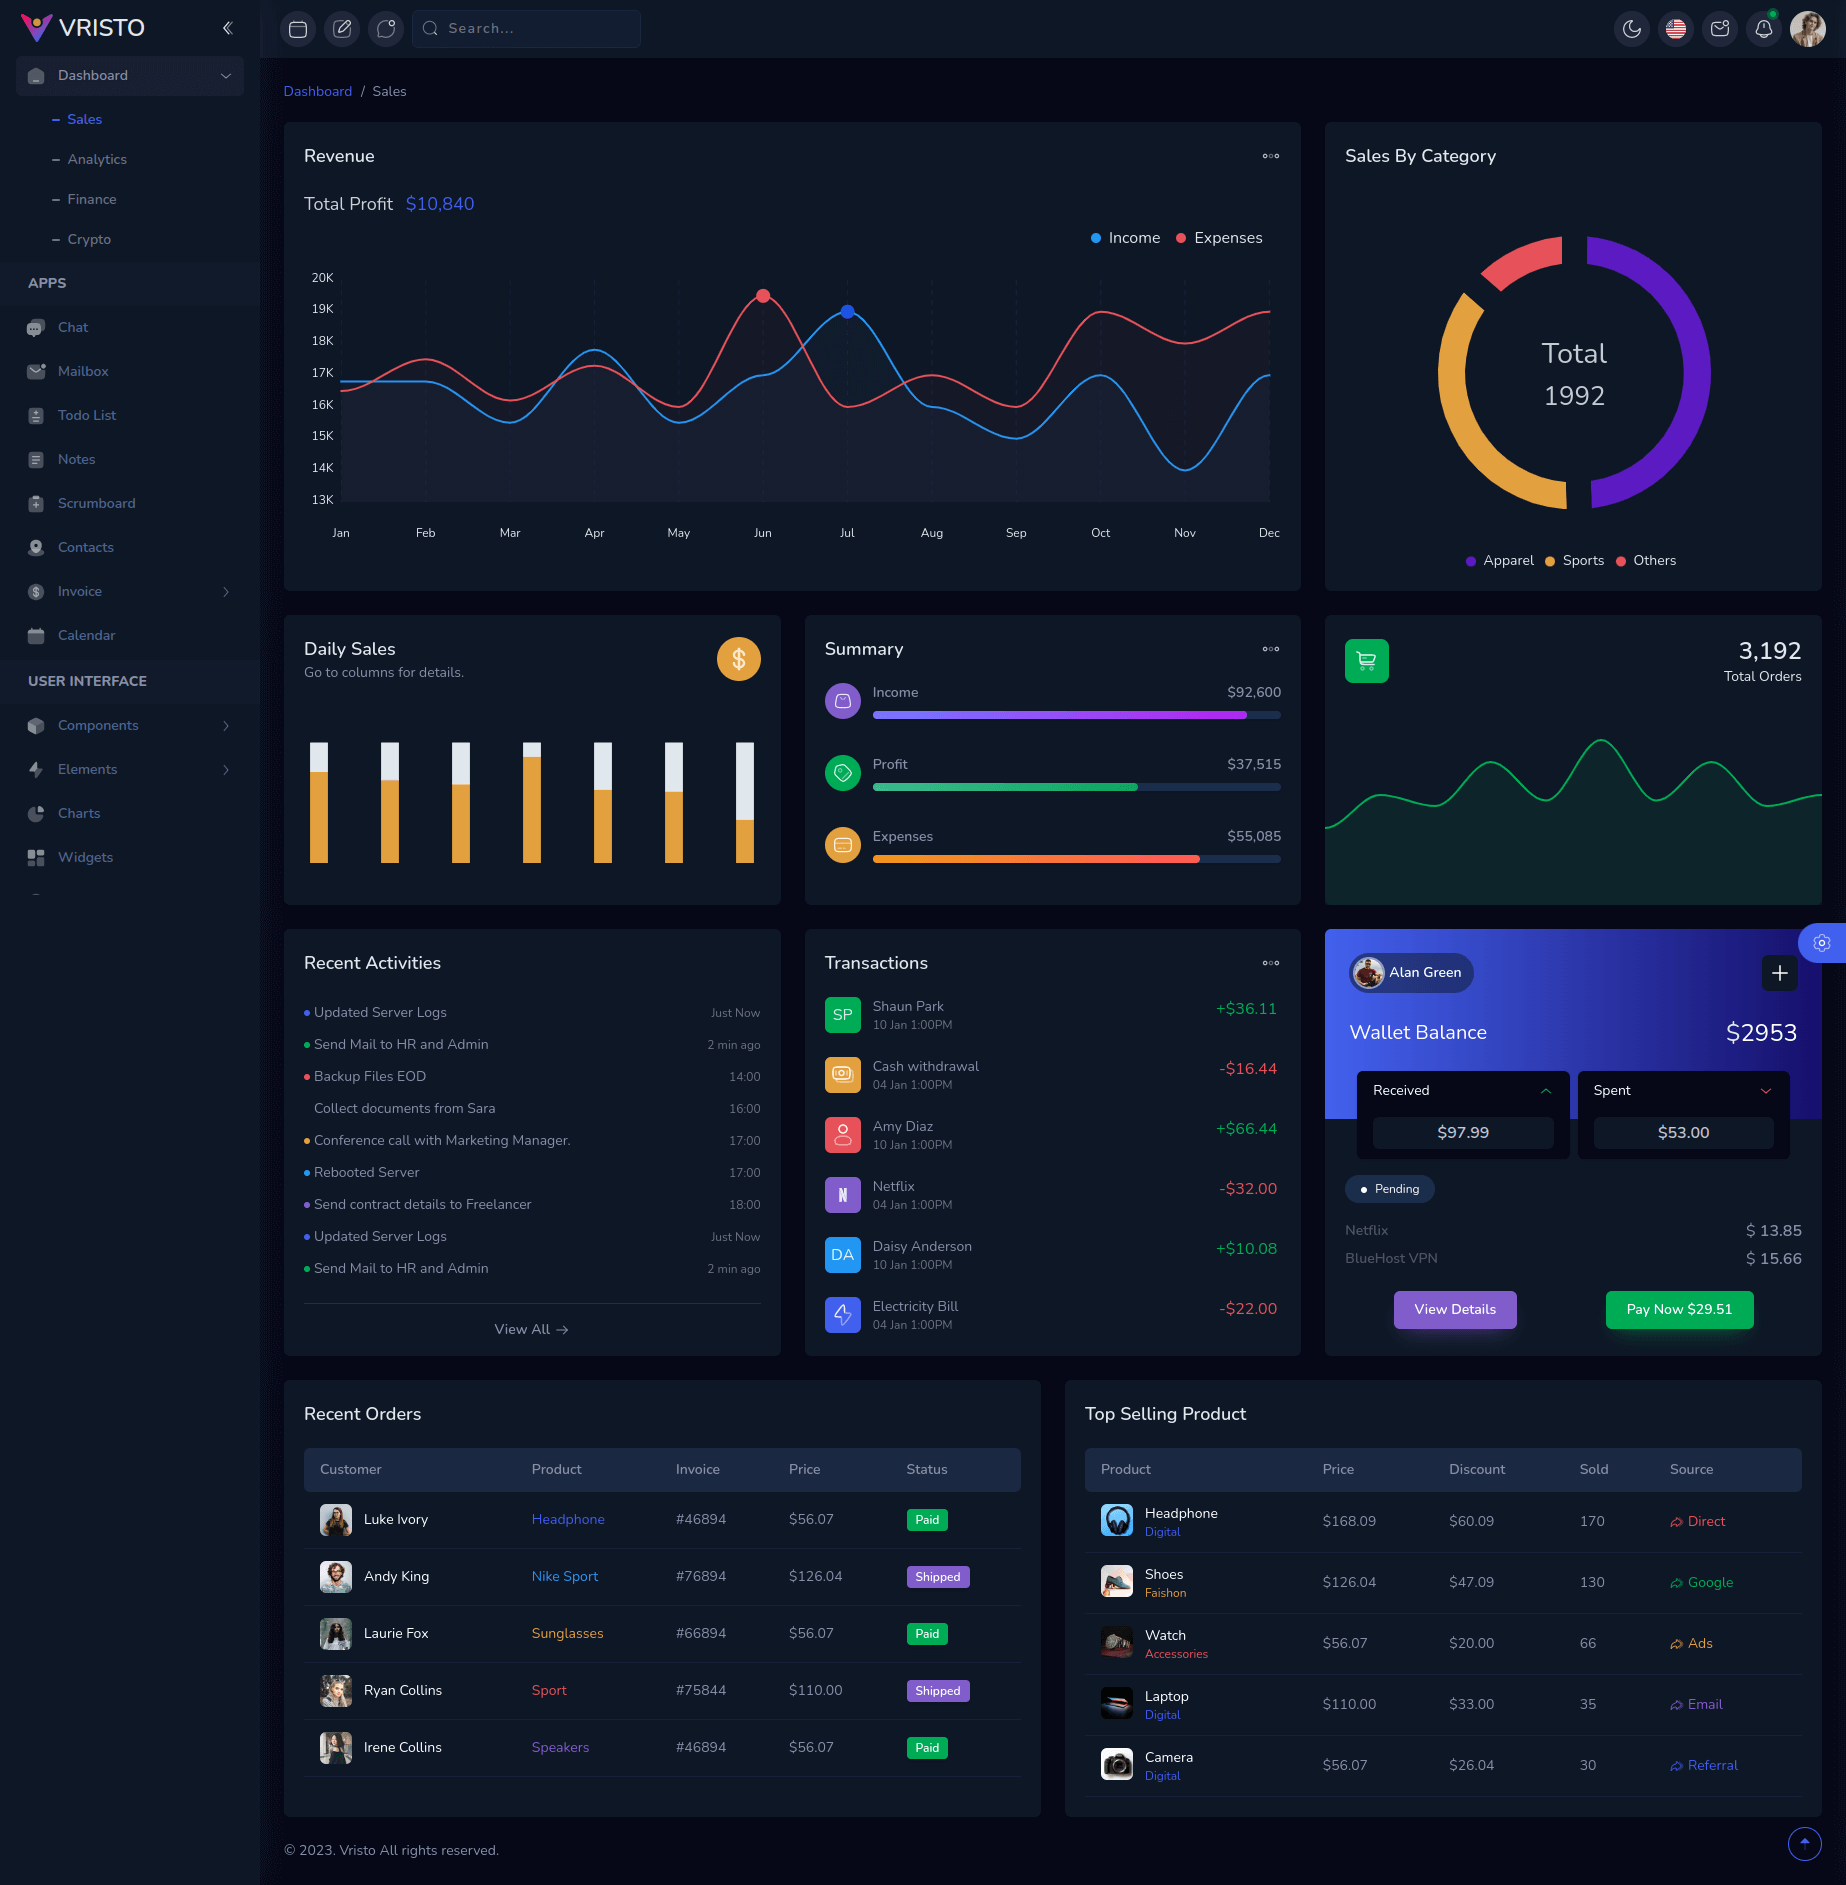 VRISTO
Search...
Dashboard
Sales
Analytics
Finance
Crypto
APPS
Chat
Mailbox
Todo List
Notes
Scrumboard
Contacts
Invoice
Calendar
USER INTERFACE
Components
Elements
Charts
Widgets
Dashboard / Sales
Revenue
Total Profit $10,840
Income Expenses
20K
19K
18K
17K
16K
15K
14K
13K
Jan Feb Mar Apr May Jun Jul Aug Sep Oct Nov Dec
Sales By Category
Total
1992
Apparel Sports Others
Daily Sales
Go to columns for details.
$
Summary
Income $92,600
Profit $37,515
Expenses $55,085
3,192
Total Orders
Recent Activities
Updated Server Logs Just Now
Send Mail to HR and Admin 2 min ago
Backup Files EOD 14:00
Collect documents from Sara 16:00
Conference call with Marketing Manager. 17:00
Rebooted Server 17:00
Send contract details to Freelancer 18:00
Updated Server Logs Just Now
Send Mail to HR and Admin 2 min ago
View All
Transactions
SP Shaun Park +$36.11
10 Jan 1:00PM
Cash withdrawal -$16.44
04 Jan 1:00PM
Amy Diaz +$66.44
10 Jan 1:00PM
N Netflix -$32.00
04 Jan 1:00PM
DA Daisy Anderson +$10.08
10 Jan 1:00PM
Electricity Bill -$22.00
04 Jan 1:00PM
Alan Green
Wallet Balance $2953
Received Spent
$97.99 $53.00
Pending
Netflix $ 13.85
BlueHost VPN $ 15.66
View Details Pay Now $29.51
Recent Orders
Customer Product Invoice Price Status
Luke Ivory Headphone #46894 $56.07 Paid
Andy King Nike Sport #76894 $126.04 Shipped
Laurie Fox Sunglasses #66894 $56.07 Paid
Ryan Collins Sport #75844 $110.00 Shipped
Irene Collins Speakers #46894 $56.07 Paid
Top Selling Product
Product Price Discount Sold Source
Headphone $168.09 $60.09 170 Direct
Digital
Shoes $126.04 $47.09 130 Google
Faishon
Watch $56.07 $20.00 66 Ads
Accessories
Laptop $110.00 $33.00 35 Email
Digital
Camera $56.07 $26.04 30 Referral
Digital
© 2023. Vristo All rights reserved.